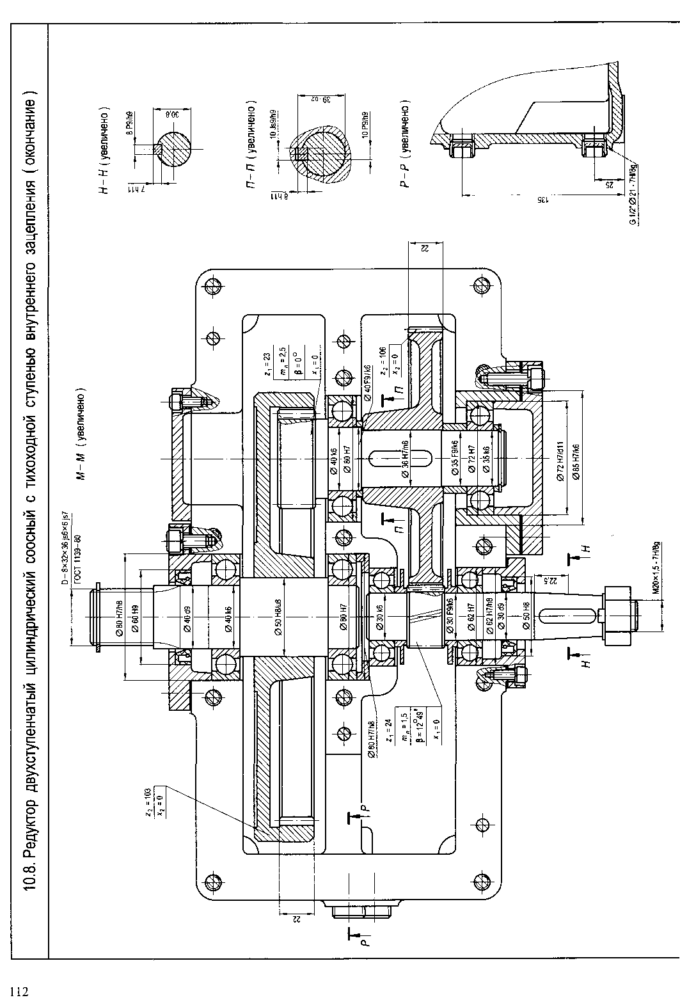 10.8. Редуктор двухступенчатый цилиндрический соосный с тихоходной ступенью внутреннего зацепления ( окончание )
М–М ( увеличено )
D–8×32×36 js6×6 js7
ГОСТ 1139–80
Ø 80 H7/h8
Ø 60 H9
Ø 40 d9
Ø 40 k6
Ø 50 H8/u8
Ø 80 H7
Ø 30 k6
Ø 30 F9/k6
Ø 62 H7
Ø 62 H7/h8
Ø 30 d9
Ø 50 H8
22,5
Н
Н
M20×1,5 - 7H/8g
z₂ = 103
x₂ = 0
22
Р
Р
Ø 80 H7/h8
z₁ = 24
mₙ = 1,5
β = 12°49'
x₁ = 0
z₁ = 23
mₙ = 2,5
β = 0°
x₁ = 0
Ø 40 F9/k6
П
П
z₂ = 106
x₂ = 0
22
Ø 40 k6
Ø 80 H7
Ø 36 H7/n6
Ø 35 F9/k6
Ø 72 H7
Ø 35 k6
Ø 72 H7/d11
Ø 85 H7/k6
Н–Н ( увеличено )
8 P9/h9
30,8
7 h11
П–П ( увеличено )
10 Js9/h9
39-0,2
10 P9/h9
8 h11
Р–Р ( увеличено )
135
25
G 1/2" Ø 21 - 7H/8g
112